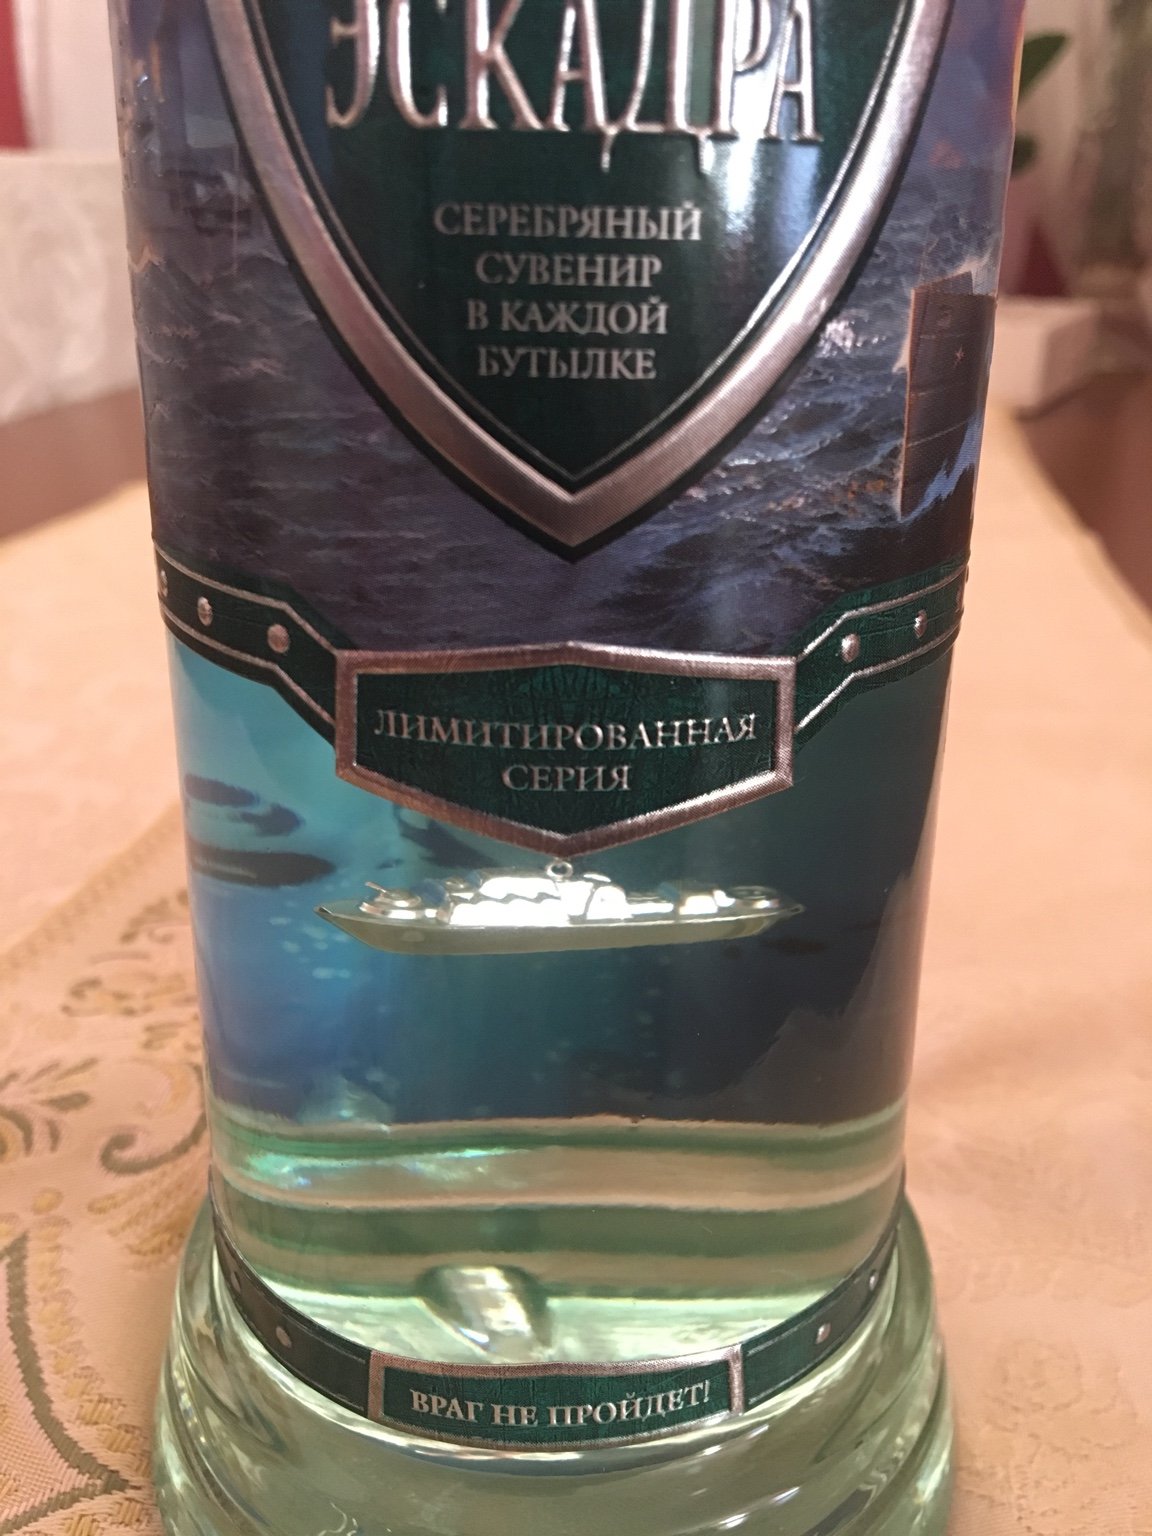 ЭСКАДРА
СЕРЕБРЯНЫЙ
СУВЕНИР
В КАЖДОЙ
БУТЫЛКЕ
ЛИМИТИРОВАННАЯ
СЕРИЯ
ВРАГ НЕ ПРОЙДЕТ!